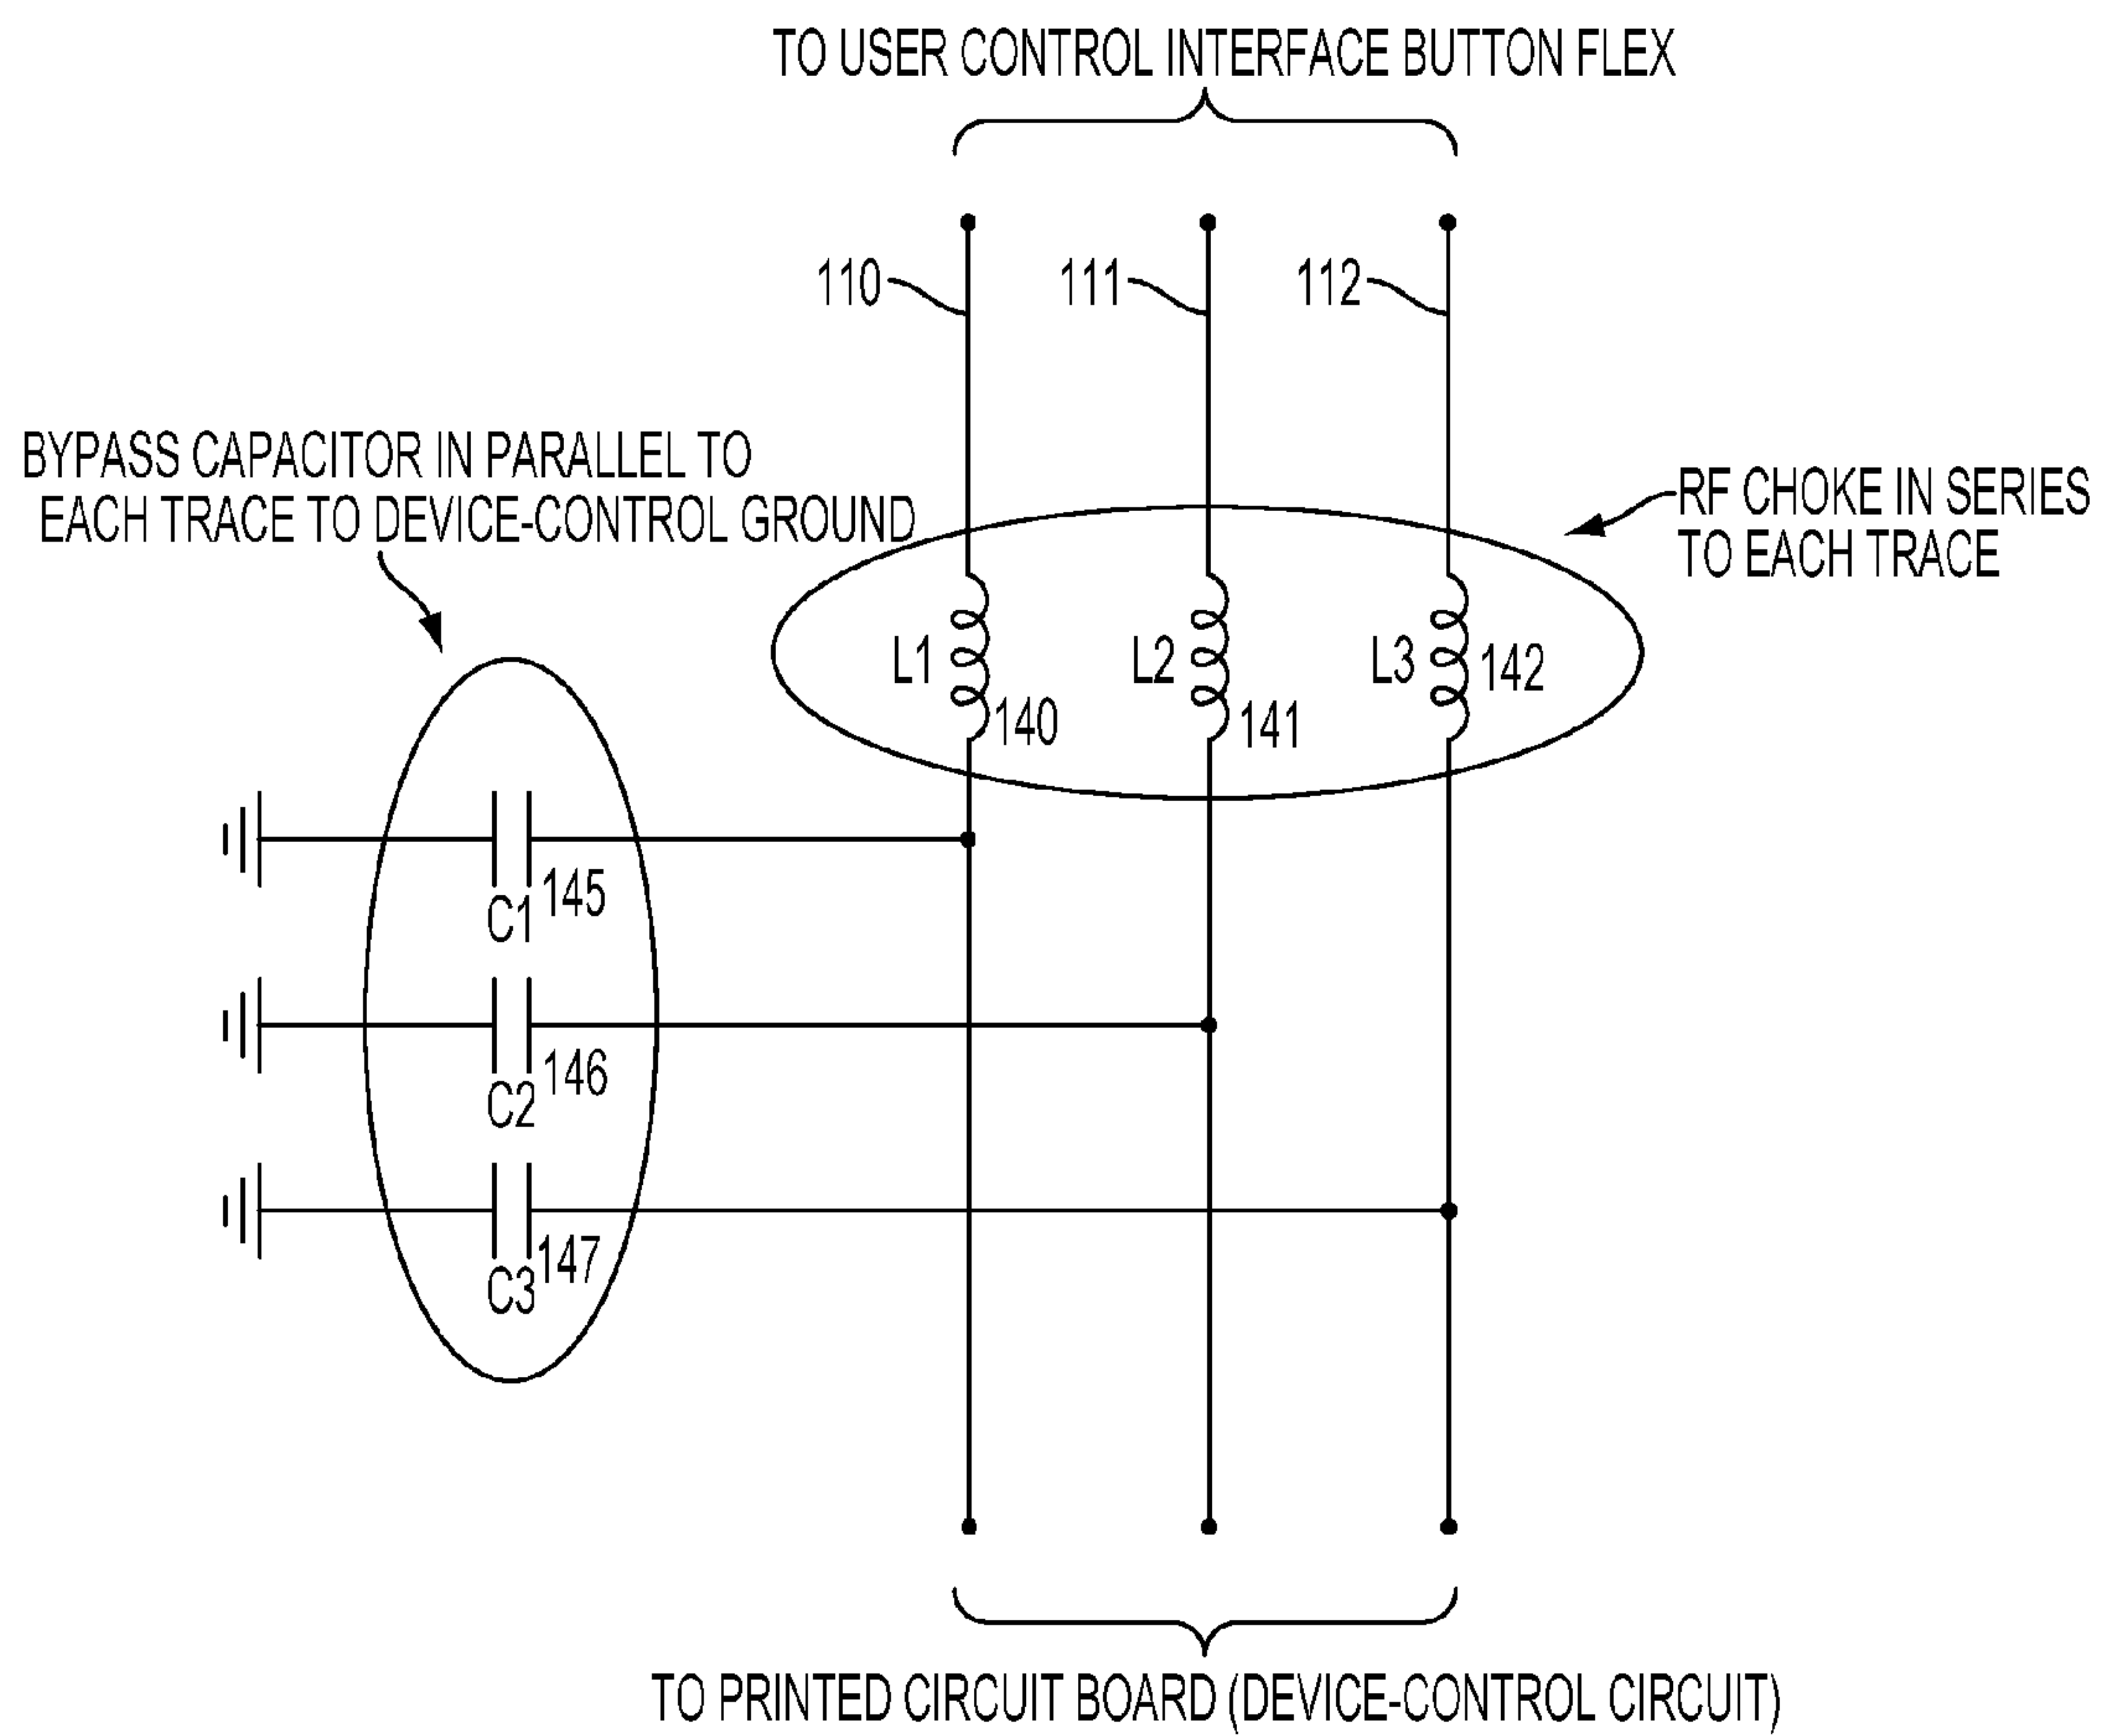 TO USER CONTROL INTERFACE BUTTON FLEX
110
111
112
BYPASS CAPACITOR IN PARALLEL TO
EACH TRACE TO DEVICE-CONTROL GROUND
RF CHOKE IN SERIES
TO EACH TRACE
L1
140
L2
141
L3
142
C1
145
C2
146
C3
147
TO PRINTED CIRCUIT BOARD (DEVICE-CONTROL CIRCUIT)